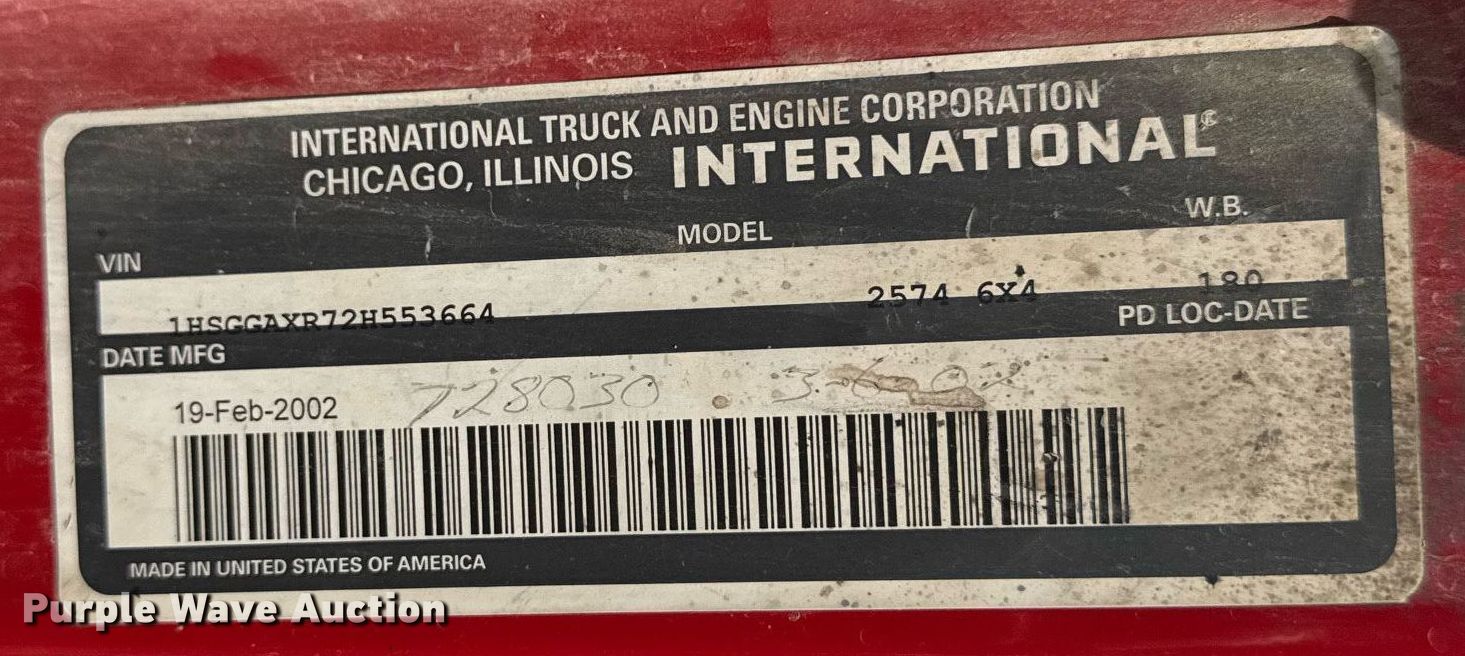 INTERNATIONAL TRUCK AND ENGINE CORPORATION
CHICAGO, ILLINOIS INTERNATIONAL®
VIN MODEL W.B.
1HSGGAXR72H553664 2574 6X4 180
DATE MFG PD LOC-DATE
19-Feb-2002 728030
MADE IN UNITED STATES OF AMERICA
Purple Wave Auction